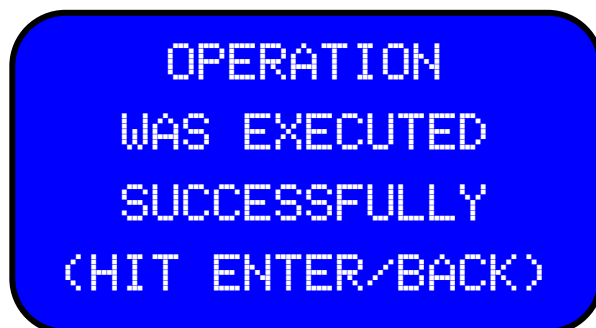 OPERATION
WAS EXECUTED
SUCCESSFULLY
(HIT ENTER/BACK)